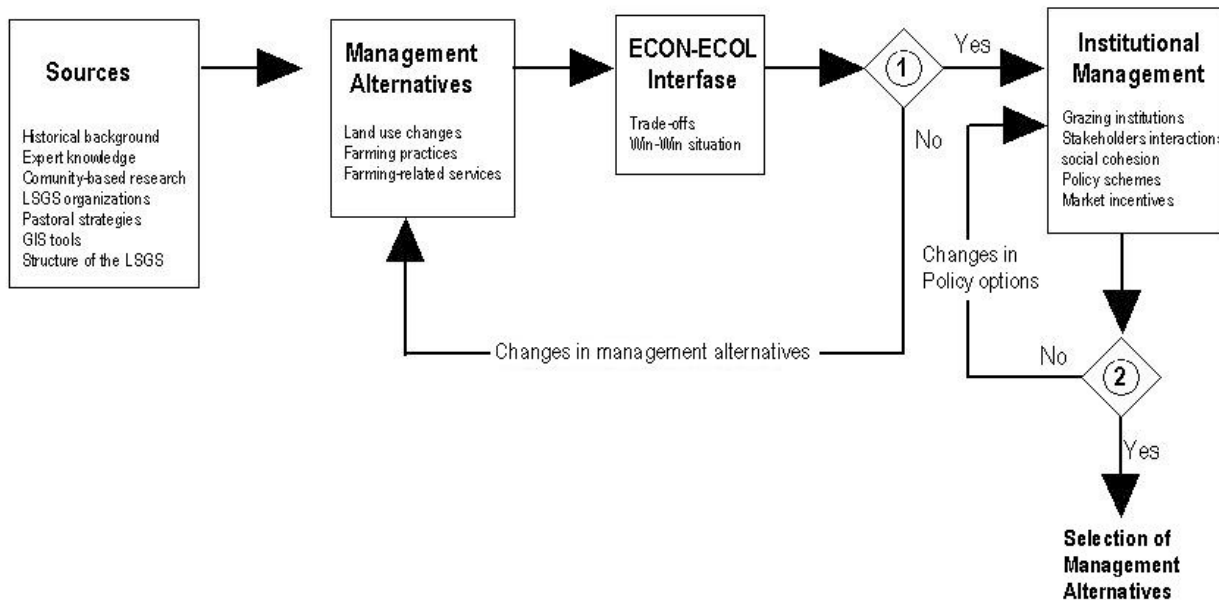 Sources
Historical background
Expert knowledge
Comunity-based research
LSGS organizations
Pastoral strategies
GIS tools
Structure of the LSGS
Management
Alternatives
Land use changes
Farming practices
Farming-related services
ECON-ECOL
Interfase
Trade-offs
Win-Win situation
1
Yes
No
Institutional
Management
Grazing institutions
Stakeholders interactions
social cohesion
Policy schemes
Market incentives
Changes in
Policy options
Changes in management alternatives
No
2
Yes
Selection of
Management
Alternatives